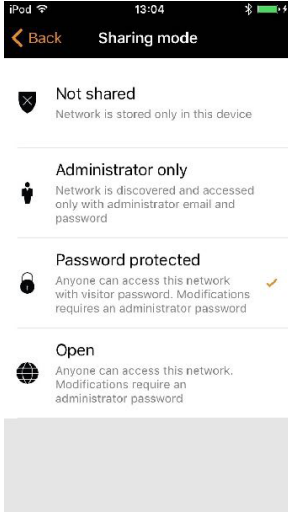 iPod 13:04
Back Sharing mode
Not shared
Network is stored only in this device
Administrator only
Network is discovered and accessed
only with administrator email and
password
Password protected
Anyone can access this network
with visitor password. Modifications
requires an administrator password
Open
Anyone can access this network.
Modifications require an
administrator password